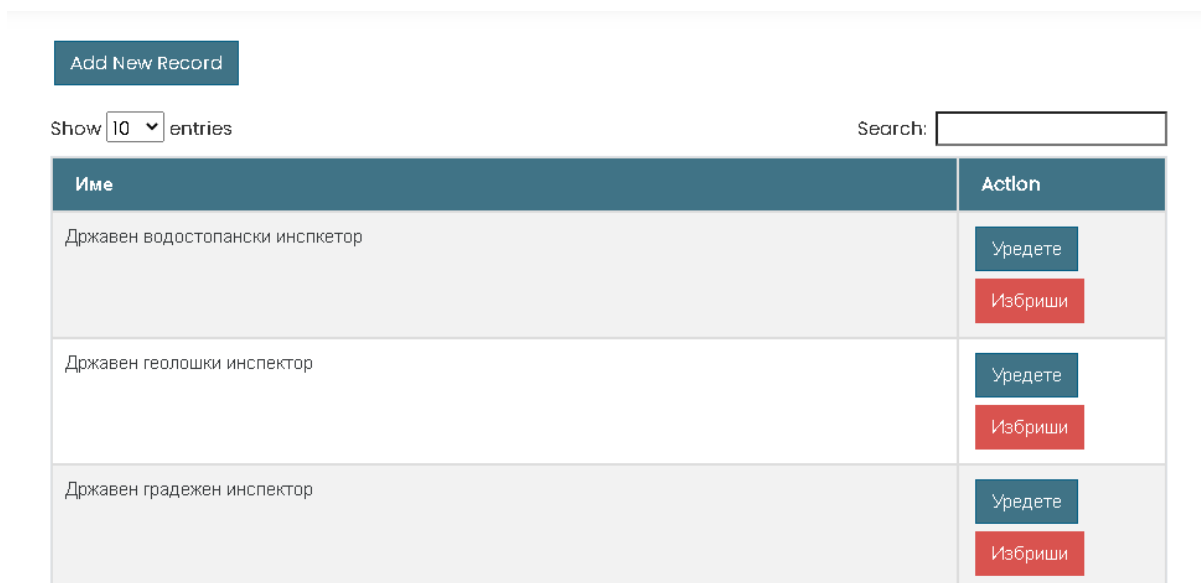 Add New Record
Show 10 entries Search:
Име Action
Државен водостопански инспкетор Уредете
Избриши
Државен геолошки инспектор Уредете
Избриши
Државен градежен инспектор Уредете
Избриши